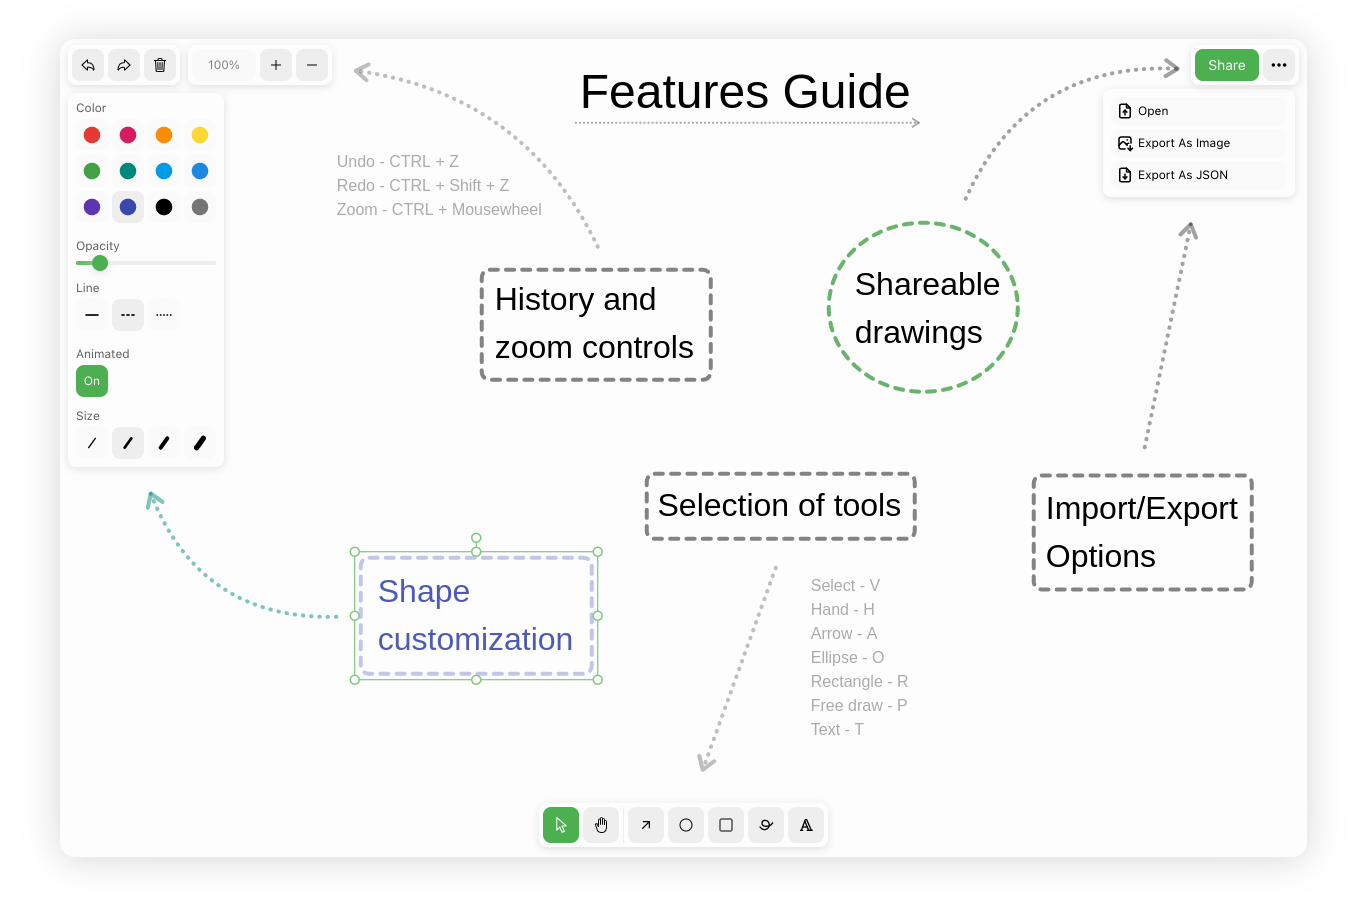 100%
Share
Color
Opacity
Line
Animated
On
Size
Features Guide
Open
Export As Image
Export As JSON
Undo - CTRL + Z
Redo - CTRL + Shift + Z
Zoom - CTRL + Mousewheel
History and
zoom controls
Shareable
drawings
Selection of tools
Import/Export
Options
Shape
customization
Select - V
Hand - H
Arrow - A
Ellipse - O
Rectangle - R
Free draw - P
Text - T
A